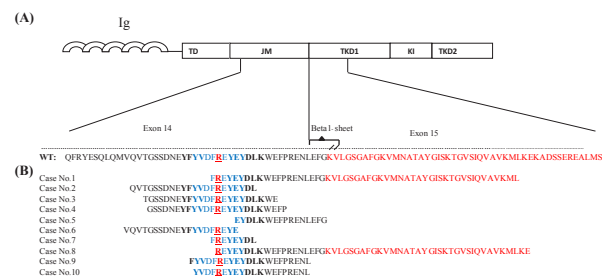 (A)
Ig
TD JM TKD1 KI TKD2
Exon 14 Beta1-sheet Exon 15
WT: QFRYESQLQMVQVTGSSDNEYFYVDFREYEYDLKWEFPRENLEFGKVLGSGAFGKVMNATAYGISKTGVSIQVAVKMLKEKADSSEREALMS
(B)
Case No.1 FREYEYDLKWEFPRENLEFGKVLGSGAFGKVMNATAYGISKTGVSIQVAVKML
Case No.2 QVTGSSDNEYFYVDFREYEYDL
Case No.3 TGSSDNEYFYVDFREYEYDLKWE
Case No.4 GSSDNEYFYVDFREYEYDLKWEFP
Case No.5 EYDLKWEFPRENLEFG
Case No.6 VQVTGSSDNEYFYVDFREYE
Case No.7 FREYEYDL
Case No.8 REYEYDLKWEFPRENLEFGKVLGSGAFGKVMNATAYGISKTGVSIQVAVKMLKE
Case No.9 FYVDFREYEYDLKWEFPRENL
Case No.10 YVDFREYEYDLKWEFPRENL